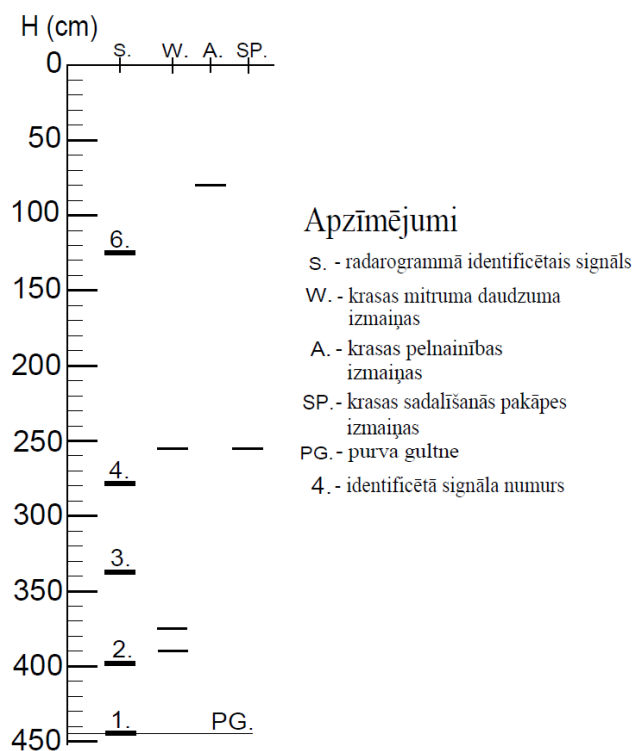 H (cm)
S. W. A. SP.
0
50
100
6.
150
200
250
4.
300
3.
350
2.
400
1. PG.
450
Apzīmējumi
S. - radarogrammā identificētais signāls
W. - krasas mitruma daudzuma
izmaiņas
A. - krasas pelnainības
izmaiņas
SP. - krasas sadalīšanās pakāpes
izmaiņas
PG. - purva gultne
4. - identificētā signāla numurs